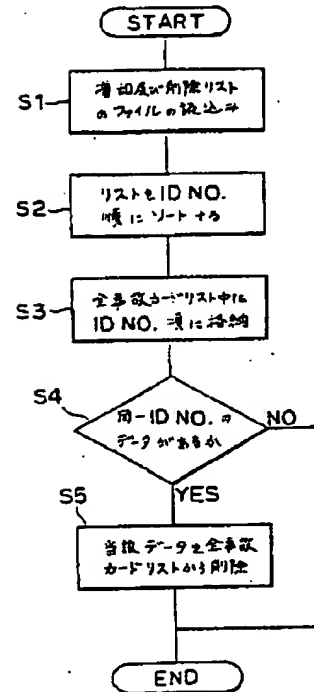 START
S1
増加及び削除リスト
のファイルの読込み
S2
リストをID NO.
順にソートする
S3
全事故カードリスト中に
ID NO. 順に格納
S4
同一ID NO.の
データがあるか
NO
YES
S5
当該データを全事故
カードリストから削除
END